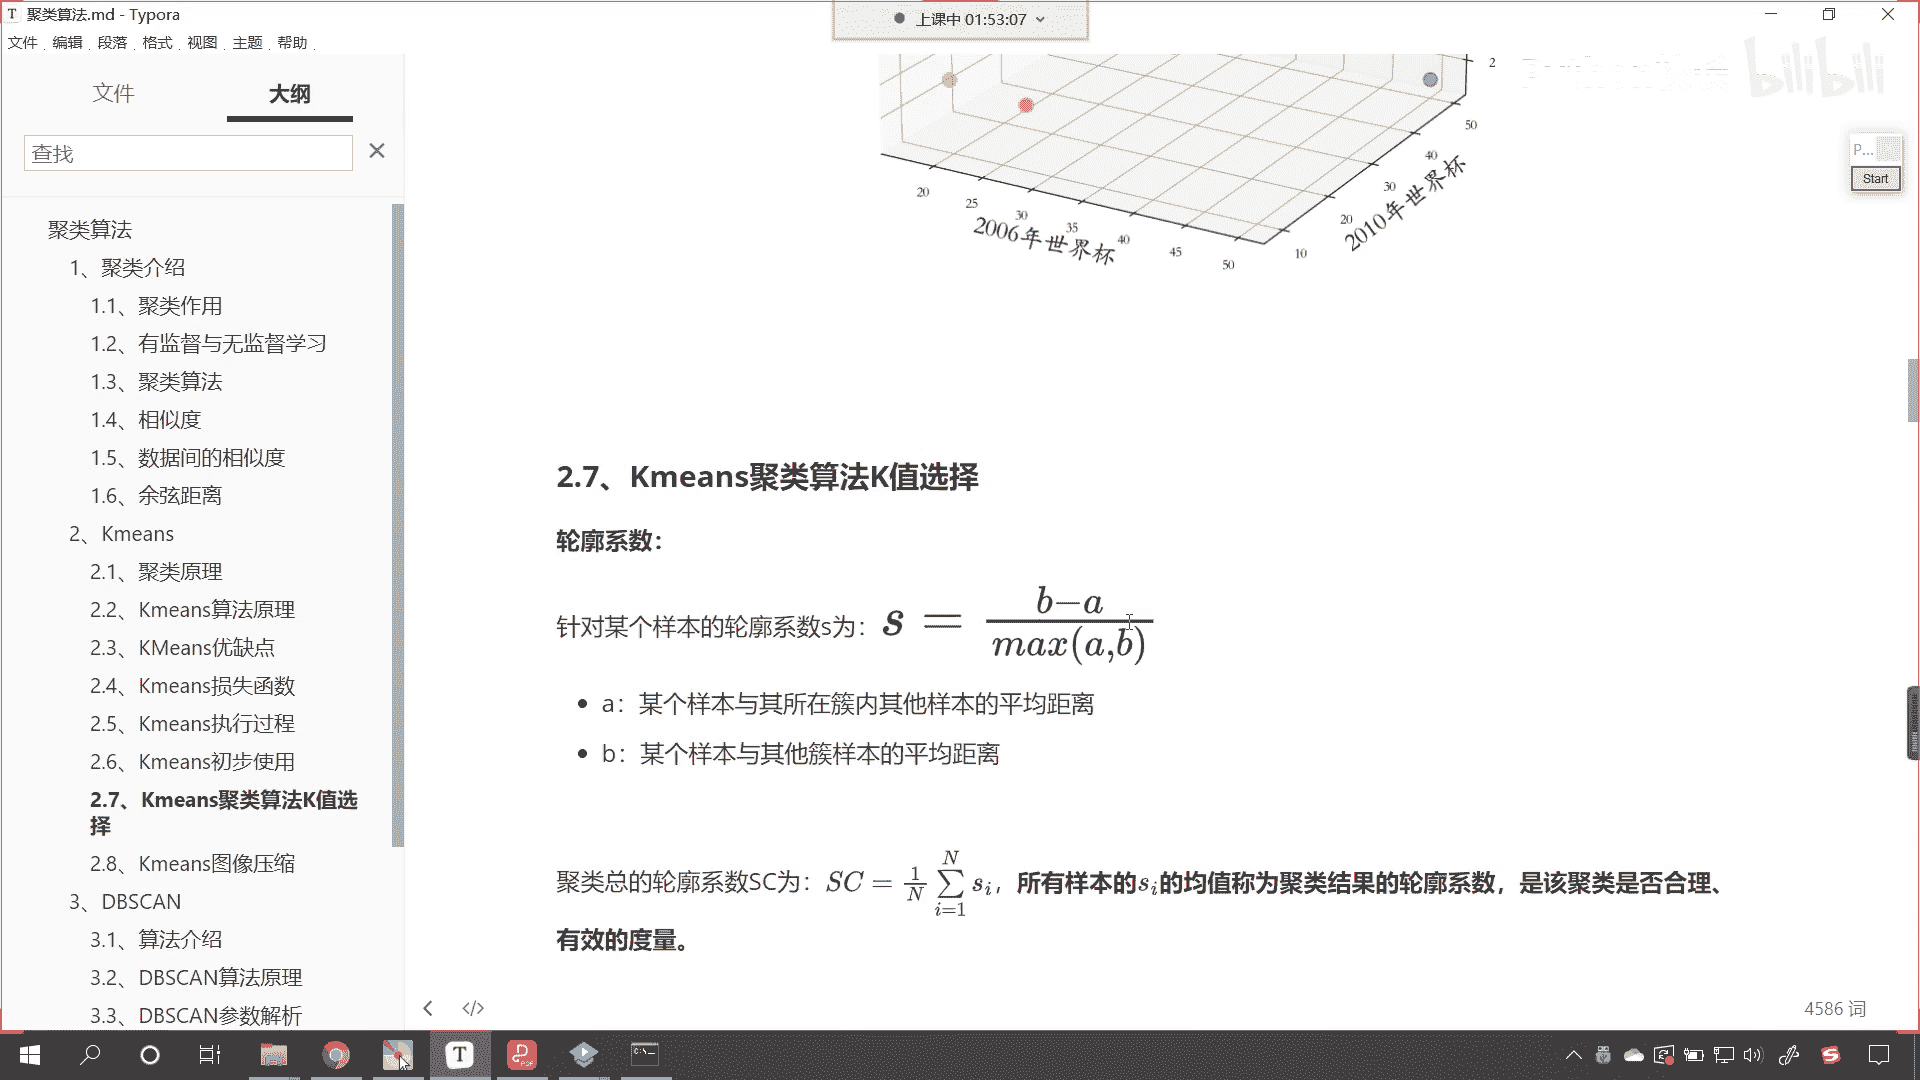 聚类算法.md - Typora
上课中 01:53:07
文件 编辑 段落 格式 视图 主题 帮助
文件
大纲
查找
聚类算法
1、聚类介绍
1.1、聚类作用
1.2、有监督与无监督学习
1.3、聚类算法
1.4、相似度
1.5、数据间的相似度
1.6、余弦距离
2、Kmeans
2.1、聚类原理
2.2、Kmeans算法原理
2.3、KMeans优缺点
2.4、Kmeans损失函数
2.5、Kmeans执行过程
2.6、Kmeans初步使用
2.7、Kmeans聚类算法K值选
择
2.8、Kmeans图像压缩
3、DBSCAN
3.1、算法介绍
3.2、DBSCAN算法原理
3.3、DBSCAN参数解析
bilibili
P...
Start
2
50
40
30
20
10
2010年世界杯
20
25
30
35
40
45
50
2006年世界杯
2.7、Kmeans聚类算法K值选择
轮廓系数：
针对某个样本的轮廓系数s为：s = \frac{b-a}{max(a,b)}
a：某个样本与其所在簇内其他样本的平均距离
b：某个样本与其他簇样本的平均距离
聚类总的轮廓系数SC为：SC = \frac{1}{N} \sum_{i=1}^{N} s_i，所有样本的s_i的均值称为聚类结果的轮廓系数，是该聚类是否合理、
有效的度量。
</>
4586 词